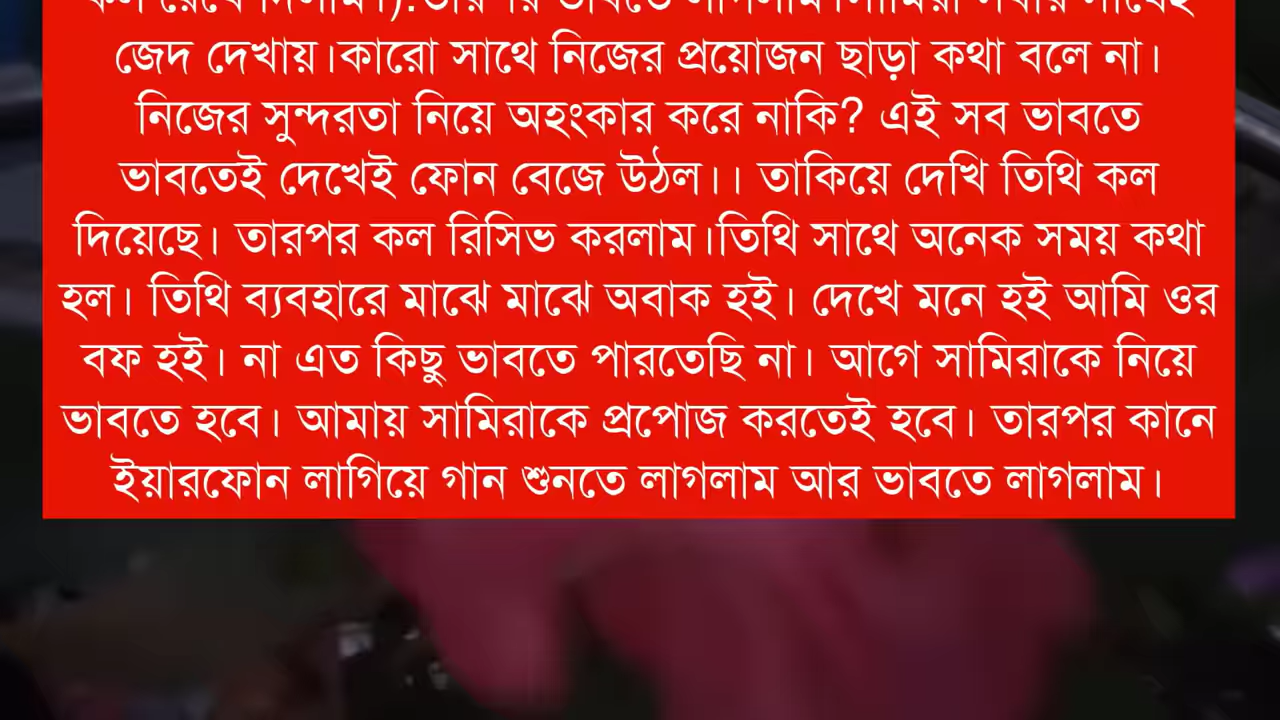 জেদ দেখায়।কারো সাথে নিজের প্রয়োজন ছাড়া কথা বলে না।
নিজের সুন্দরতা নিয়ে অহংকার করে নাকি? এই সব ভাবতে
ভাবতেই দেখেই ফোন বেজে উঠল।। তাকিয়ে দেখি তিথি কল
দিয়েছে। তারপর কল রিসিভ করলাম।তিথি সাথে অনেক সময় কথা
হল। তিথি ব্যবহারে মাঝে মাঝে অবাক হই। দেখে মনে হই আমি ওর
বফ হই। না এত কিছু ভাবতে পারতেছি না। আগে সামিরাকে নিয়ে
ভাবতে হবে। আমায় সামিরাকে প্রপোজ করতেই হবে। তারপর কানে
ইয়ারফোন লাগিয়ে গান শুনতে লাগলাম আর ভাবতে লাগলাম।